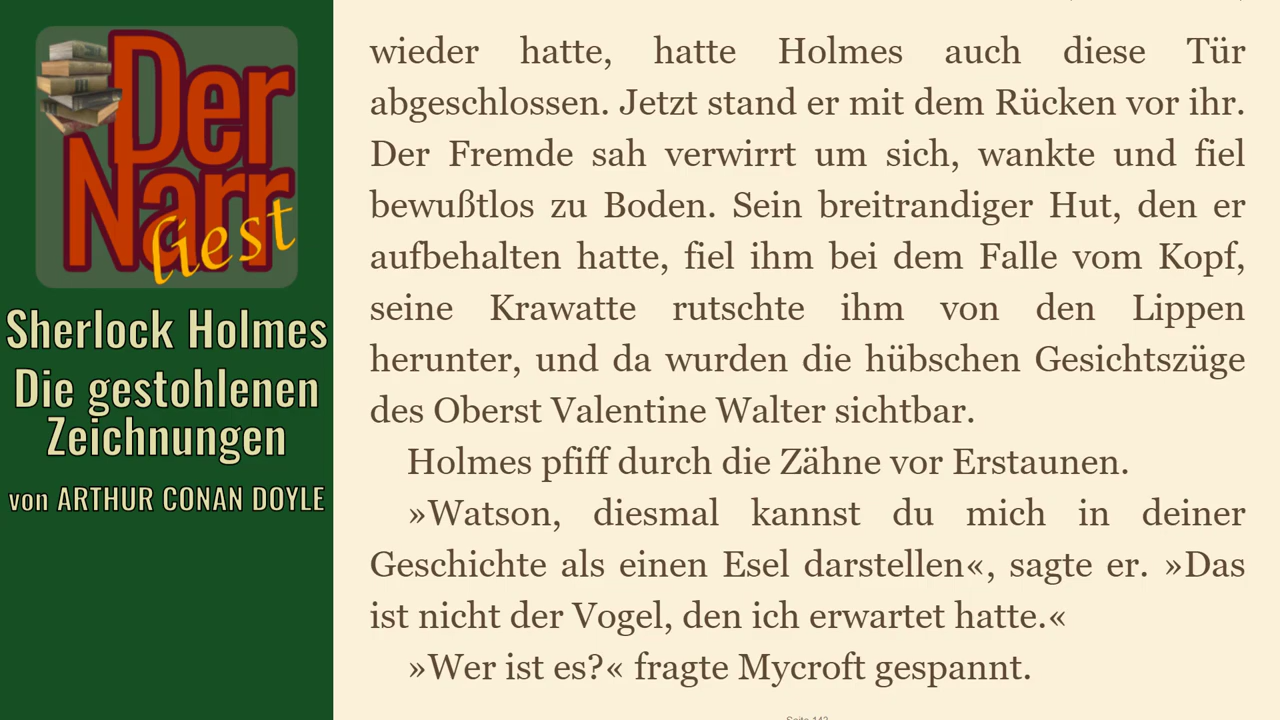 Der
Narr
liest
Sherlock Holmes
Die gestohlenen
Zeichnungen
von ARTHUR CONAN DOYLE
wieder hatte, hatte Holmes auch diese Tür
abgeschlossen. Jetzt stand er mit dem Rücken vor ihr.
Der Fremde sah verwirrt um sich, wankte und fiel
bewußtlos zu Boden. Sein breitrandiger Hut, den er
aufbehalten hatte, fiel ihm bei dem Falle vom Kopf,
seine Krawatte rutschte ihm von den Lippen
herunter, und da wurden die hübschen Gesichtszüge
des Oberst Valentine Walter sichtbar.
Holmes pfiff durch die Zähne vor Erstaunen.
»Watson, diesmal kannst du mich in deiner
Geschichte als einen Esel darstellen«, sagte er. »Das
ist nicht der Vogel, den ich erwartet hatte.«
»Wer ist es?« fragte Mycroft gespannt.